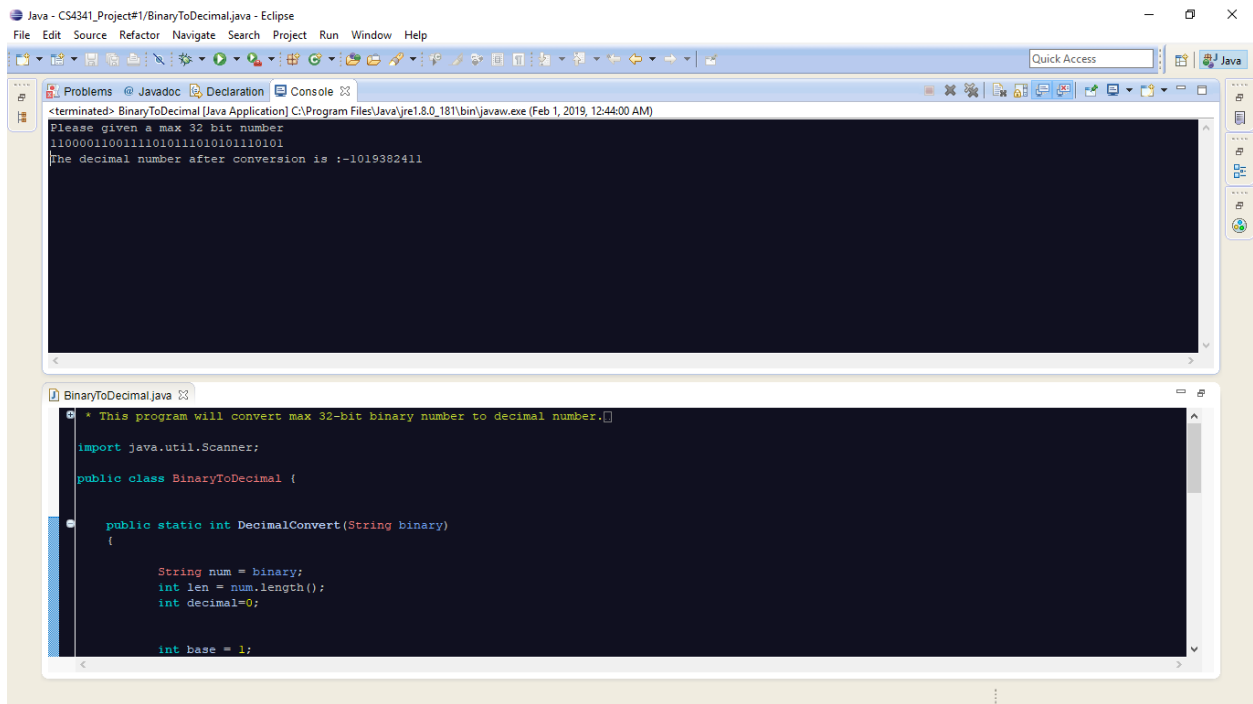 Java - CS4341_Project#1/BinaryToDecimal.java - Eclipse
File Edit Source Refactor Navigate Search Project Run Window Help
Quick Access
Java
Problems @ Javadoc Declaration Console
<terminated> BinaryToDecimal [Java Application] C:\Program Files\Java\jre1.8.0_181\bin\javaw.exe (Feb 1, 2019, 12:44:00 AM)
Please given a max 32 bit number
11000011001111010111010101110101
The decimal number after conversion is :-1019382411
BinaryToDecimal.java
* This program will convert max 32-bit binary number to decimal number.
import java.util.Scanner;
public class BinaryToDecimal {
public static int DecimalConvert(String binary)
{
String num = binary;
int len = num.length();
int decimal=0;
int base = 1;